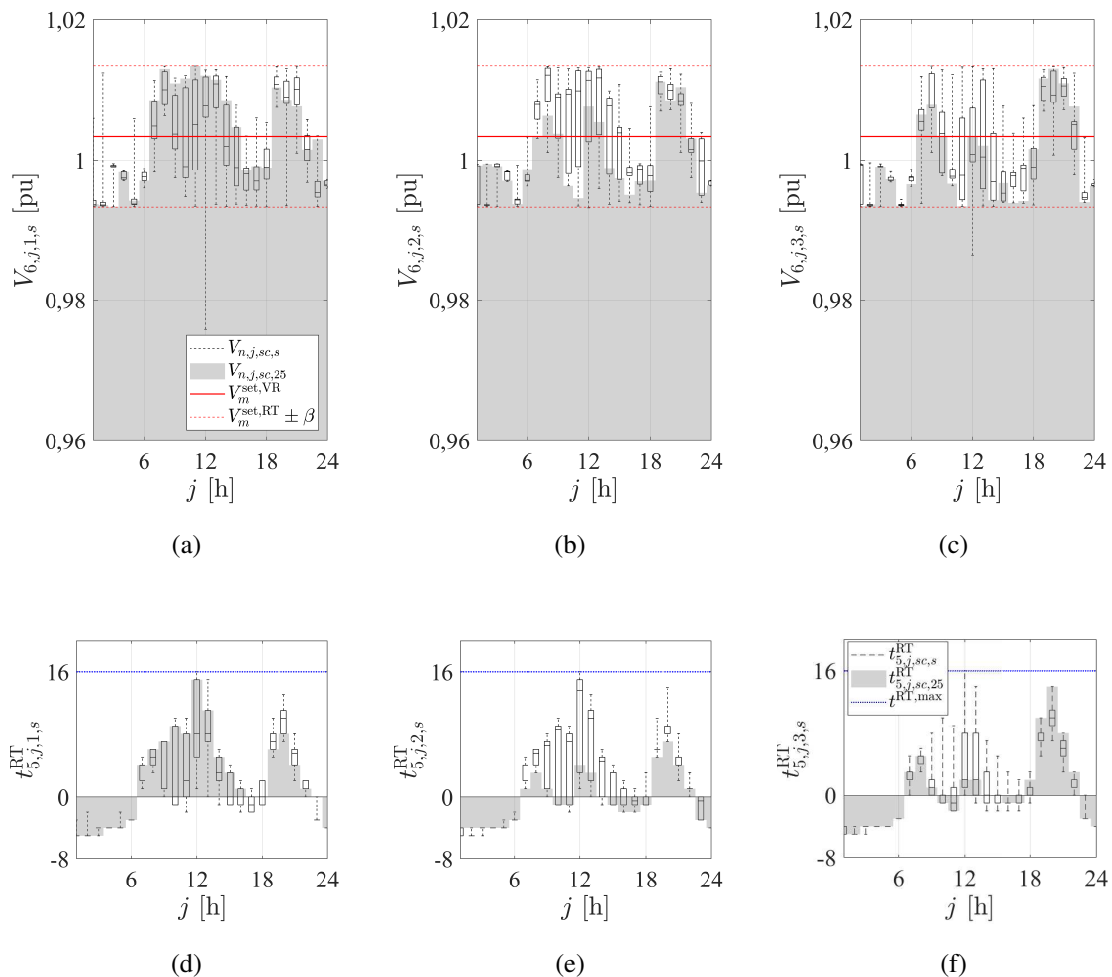 1,02
1
0,98
0,96
V_{6,j,1,s} [pu]
6 12 18 24
j [h]
V_{n,j,sc,s}
V_{n,j,sc,25}
V_m^{set,VR}
V_m^{set,RT} ± β
(a)
1,02
1
0,98
0,96
V_{6,j,2,s} [pu]
6 12 18 24
j [h]
(b)
1,02
1
0,98
0,96
V_{6,j,3,s} [pu]
6 12 18 24
j [h]
(c)
16
0
-8
t_{5,j,1,s}^{RT}
6 12 18 24
j [h]
(d)
16
0
-8
t_{5,j,2,s}^{RT}
6 12 18 24
j [h]
(e)
16
0
-8
t_{5,j,3,s}^{RT}
t_{5,j,sc,s}^{RT}
t_{5,j,sc,25}^{RT}
t^{RT,max}
6 12 18 24
j [h]
(f)